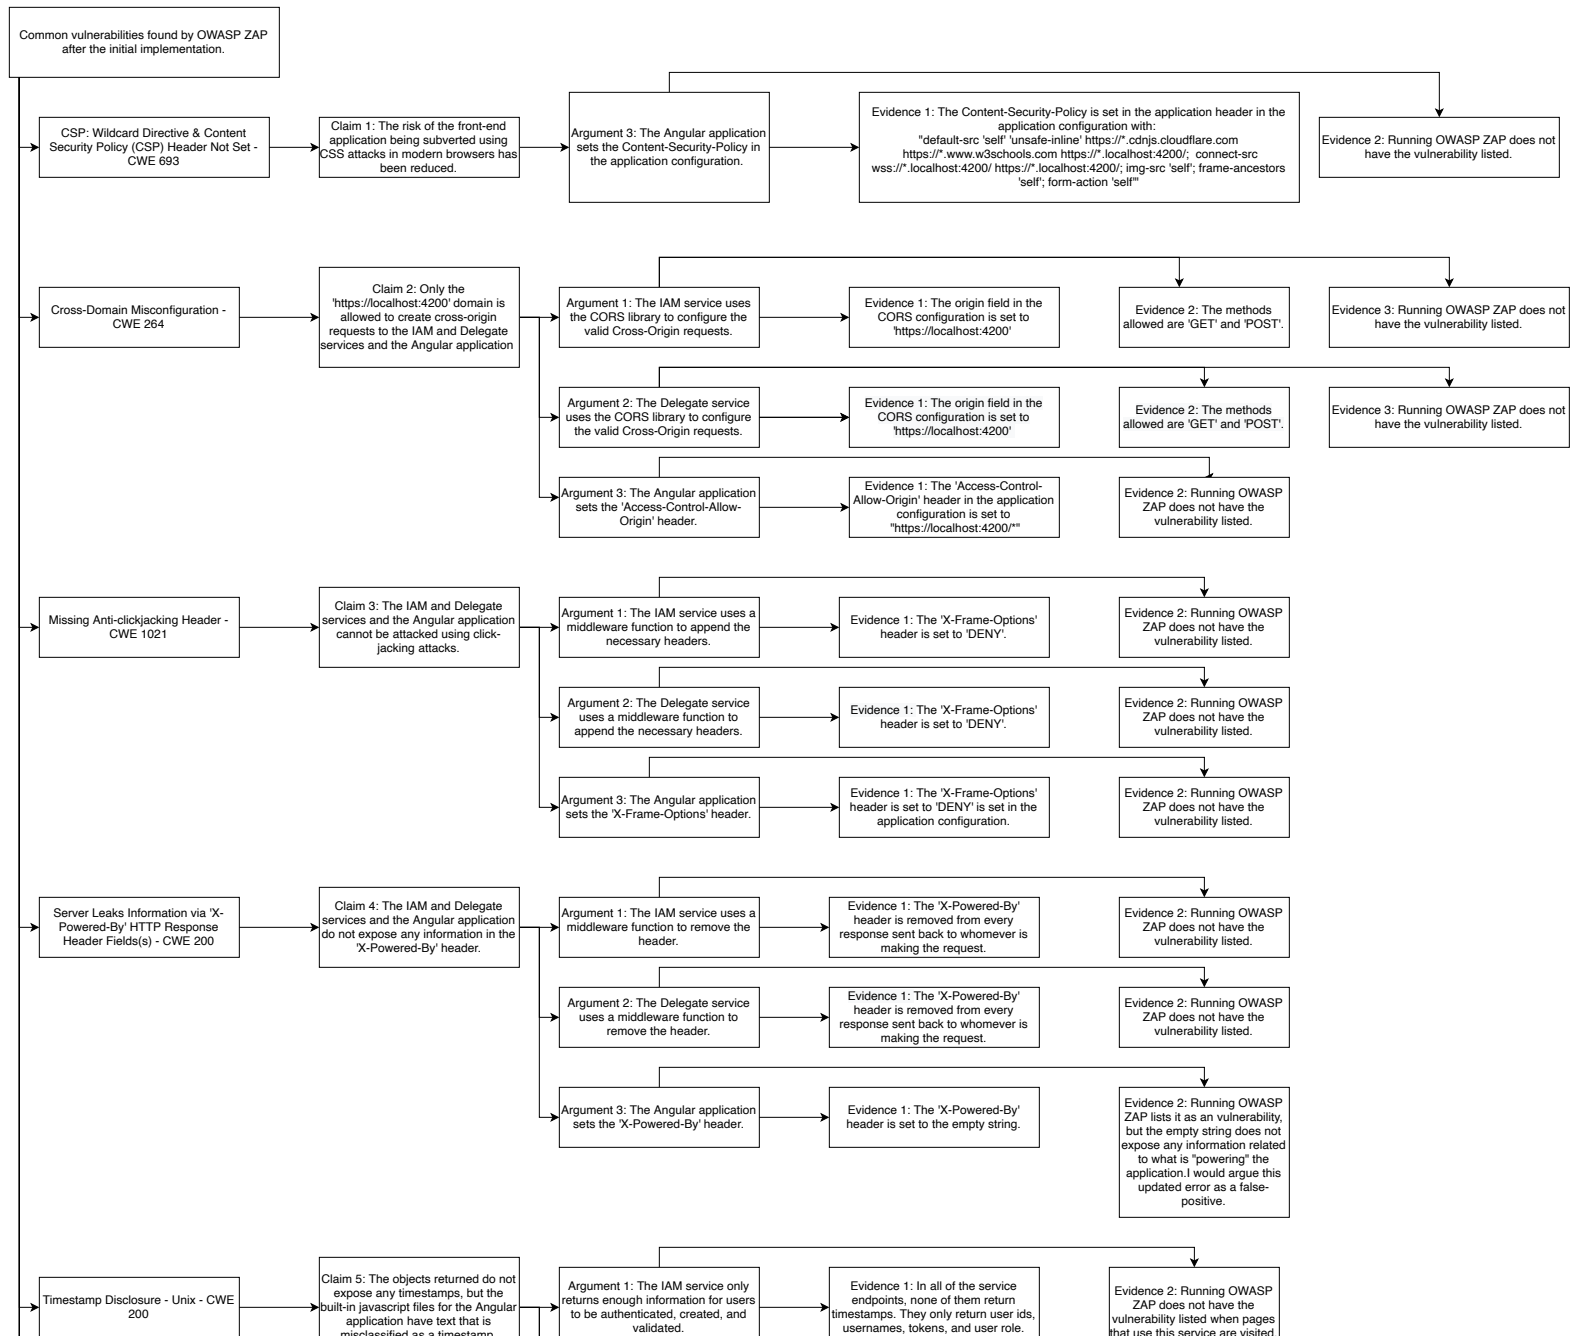 Common vulnerabilities found by OWASP ZAP
after the initial implementation.
CSP: Wildcard Directive & Content
Security Policy (CSP) Header Not Set -
CWE 693
Claim 1: The risk of the front-end
application being subverted using
CSS attacks in modern browsers has
been reduced.
Argument 3: The Angular application
sets the Content-Security-Policy in
the application configuration.
Evidence 1: The Content-Security-Policy is set in the application header in the
application configuration with:
"default-src 'self' 'unsafe-inline' https://*.cdnjs.cloudflare.com
https://*.www.w3schools.com https://*.localhost:4200/;  connect-src
wss://*.localhost:4200/ https://*.localhost:4200/; img-src 'self'; frame-ancestors
'self'; form-action 'self'"
Evidence 2: Running OWASP ZAP does not
have the vulnerability listed.
Cross-Domain Misconfiguration -
CWE 264
Claim 2: Only the
'https://localhost:4200' domain is
allowed to create cross-origin
requests to the IAM and Delegate
services and the Angular application
Argument 1: The IAM service uses
the CORS library to configure the
valid Cross-Origin requests.
Evidence 1: The origin field in the
CORS configuration is set to
'https://localhost:4200'
Evidence 2: The methods
allowed are 'GET' and 'POST'.
Evidence 3: Running OWASP ZAP does not
have the vulnerability listed.
Argument 2: The Delegate service
uses the CORS library to configure
the valid Cross-Origin requests.
Evidence 1: The origin field in the
CORS configuration is set to
'https://localhost:4200'
Evidence 2: The methods
allowed are 'GET' and 'POST'.
Evidence 3: Running OWASP ZAP does not
have the vulnerability listed.
Argument 3: The Angular application
sets the 'Access-Control-Allow-
Origin' header.
Evidence 1: The 'Access-Control-
Allow-Origin' header in the application
configuration is set to
"https://localhost:4200/*"
Evidence 2: Running OWASP
ZAP does not have the
vulnerability listed.
Missing Anti-clickjacking Header -
CWE 1021
Claim 3: The IAM and Delegate
services and the Angular application
cannot be attacked using click-
jacking attacks.
Argument 1: The IAM service uses a
middleware function to append the
necessary headers.
Evidence 1: The 'X-Frame-Options'
header is set to 'DENY'.
Evidence 2: Running OWASP
ZAP does not have the
vulnerability listed.
Argument 2: The Delegate service
uses a middleware function to
append the necessary headers.
Evidence 1: The 'X-Frame-Options'
header is set to 'DENY'.
Evidence 2: Running OWASP
ZAP does not have the
vulnerability listed.
Argument 3: The Angular application
sets the 'X-Frame-Options' header.
Evidence 1: The 'X-Frame-Options'
header is set to 'DENY' is set in the
application configuration.
Evidence 2: Running OWASP
ZAP does not have the
vulnerability listed.
Server Leaks Information via 'X-
Powered-By' HTTP Response
Header Fields(s) - CWE 200
Claim 4: The IAM and Delegate
services and the Angular application
do not expose any information in the
'X-Powered-By' header.
Argument 1: The IAM service uses a
middleware function to remove the
header.
Evidence 1: The 'X-Powered-By'
header is removed from every
response sent back to whomever is
making the request.
Evidence 2: Running OWASP
ZAP does not have the
vulnerability listed.
Argument 2: The Delegate service
uses a middleware function to
remove the header.
Evidence 1: The 'X-Powered-By'
header is removed from every
response sent back to whomever is
making the request.
Evidence 2: Running OWASP
ZAP does not have the
vulnerability listed.
Argument 3: The Angular application
sets the 'X-Powered-By' header.
Evidence 1: The 'X-Powered-By'
header is set to the empty string.
Evidence 2: Running OWASP
ZAP lists it as an vulnerability,
but the empty string does not
expose any information related
to what is "powering" the
application.I would argue this
updated error as a false-
positive.
Timestamp Disclosure - Unix - CWE
200
Claim 5: The objects returned do not
expose any timestamps, but the
built-in javascript files for the Angular
application have text that is
misclassified as a timestamp
Argument 1: The IAM service only
returns enough information for users
to be authenticated, created, and
validated.
Evidence 1: In all of the service
endpoints, none of them return
timestamps. They only return user ids,
usernames, tokens, and user role.
Evidence 2: Running OWASP
ZAP does not have the
vulnerability listed when pages
that use this service are visited